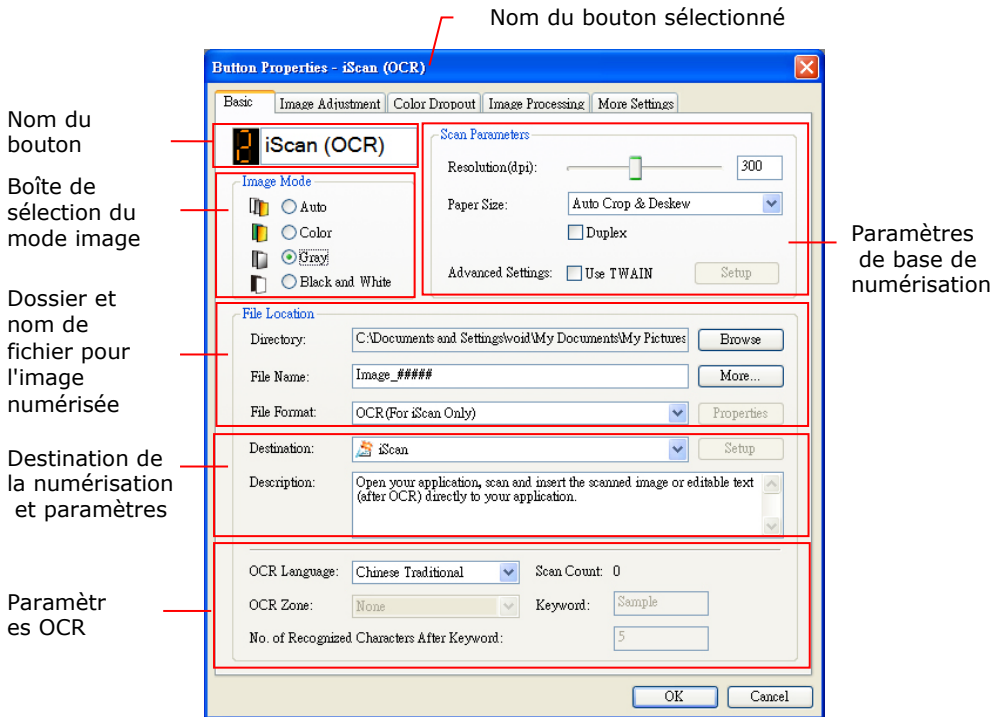 Nom du bouton sélectionné
Button Properties - iScan (OCR)
Basic
Image Adjustment
Color Dropout
Image Processing
More Settings
Nom du
bouton
2
iScan (OCR)
Boîte de
sélection du
mode image
Image Mode
Auto
Color
Gray
Black and White
Scan Parameters
Resolution(dpi):
300
Paper Size:
Auto Crop & Deskew
Duplex
Advanced Settings:
Use TWAIN
Setup
Paramètres
de base de
numérisation
Dossier et
nom de
fichier pour
l'image
numérisée
File Location
Directory:
C:\Documents and Settings\void\My Documents\My Pictures
Browse
File Name:
Image_#####
More...
File Format:
OCR(For iScan Only)
Properties
Destination de
la numérisation
et paramètres
Destination:
iScan
Setup
Description:
Open your application, scan and insert the scanned image or editable text
(after OCR) directly to your application.
Paramètr
es OCR
OCR Language:
Chinese Traditional
Scan Count: 0
OCR Zone:
None
Keyword:
Sample
No. of Recognized Characters After Keyword:
5
OK
Cancel